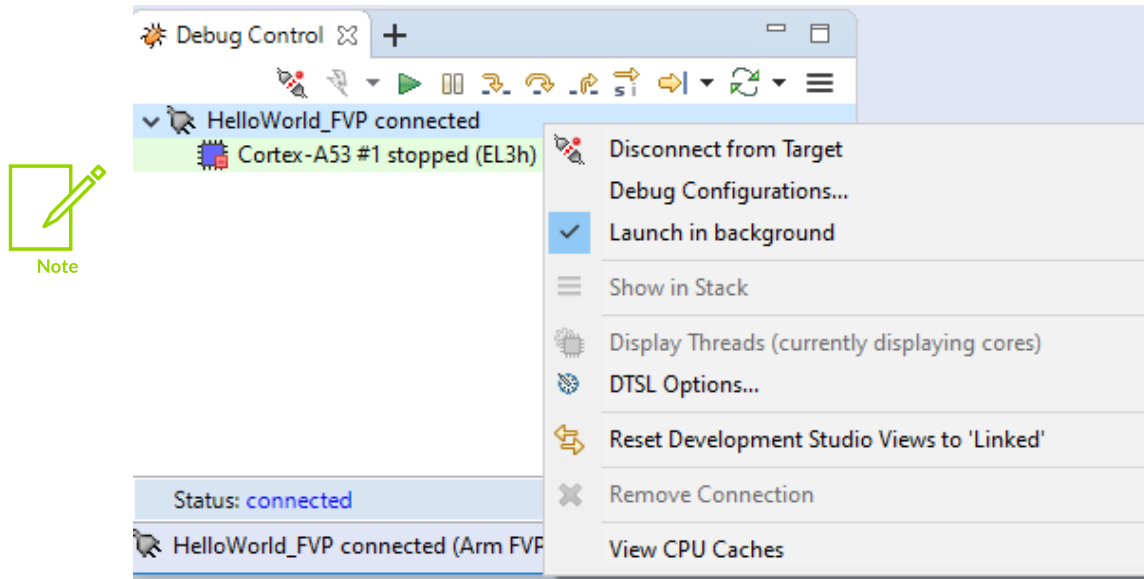 Debug Control
HelloWorld_FVP connected
Cortex-A53 #1 stopped (EL3h)
Note
Disconnect from Target
Debug Configurations...
Launch in background
Show in Stack
Display Threads (currently displaying cores)
DTSL Options...
Reset Development Studio Views to 'Linked'
Remove Connection
View CPU Caches
Status: connected
HelloWorld_FVP connected (Arm FVP